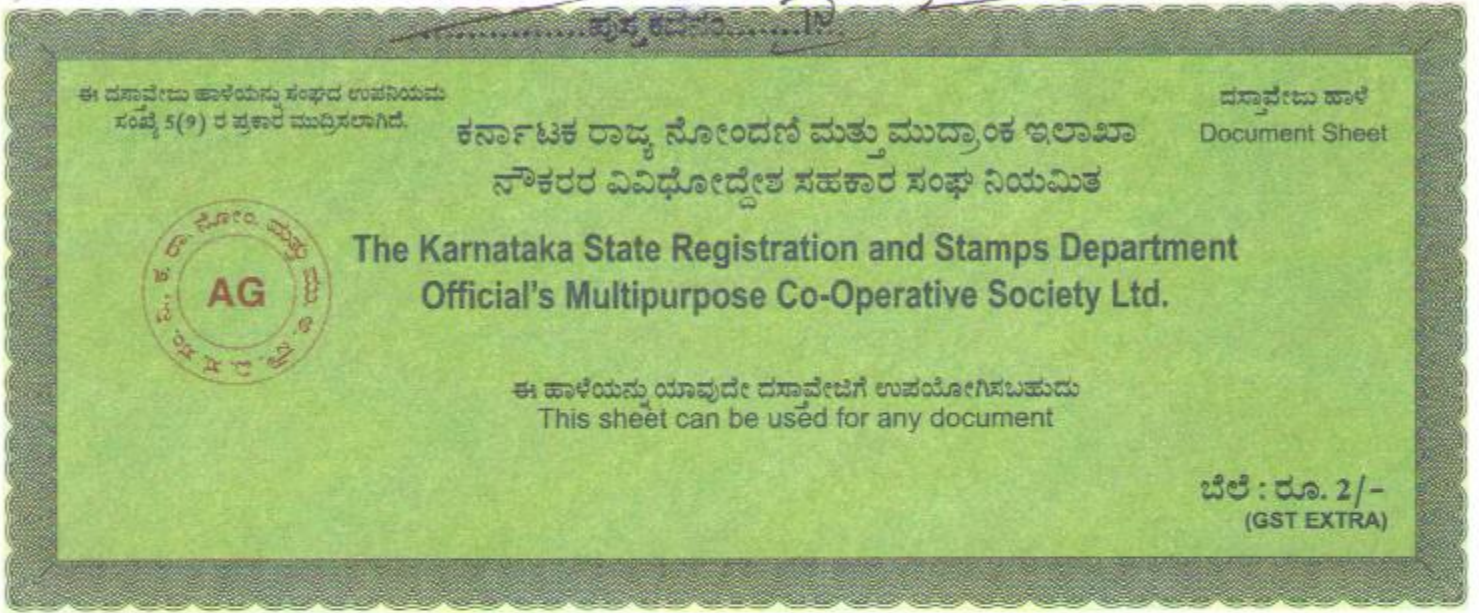 ಪುಸ್ತಕದನಂ
ಈ ದಸ್ತಾವೇಜು ಹಾಳೆಯನ್ನು ಸಂಘದ ಉಪನಿಯಮ
ಸಂಖ್ಯೆ 5(9) ರ ಪ್ರಕಾರ ಮುದ್ರಿಸಲಾಗಿದೆ.
ದಸ್ತಾವೇಜು ಹಾಳೆ
Document Sheet
ಕರ್ನಾಟಕ ರಾಜ್ಯ ನೋಂದಣಿ ಮತ್ತು ಮುದ್ರಾಂಕ ಇಲಾಖಾ
ನೌಕರರ ವಿವಿಧೋದ್ದೇಶ ಸಹಕಾರ ಸಂಘ ನಿಯಮಿತ
The Karnataka State Registration and Stamps Department
Official's Multipurpose Co-Operative Society Ltd.
AG
ಈ ಹಾಳೆಯನ್ನು ಯಾವುದೇ ದಸ್ತಾವೇಜಿಗೆ ಉಪಯೋಗಿಸಬಹುದು
This sheet can be used for any document
ಬೆಲೆ : ರೂ. 2/-
(GST EXTRA)